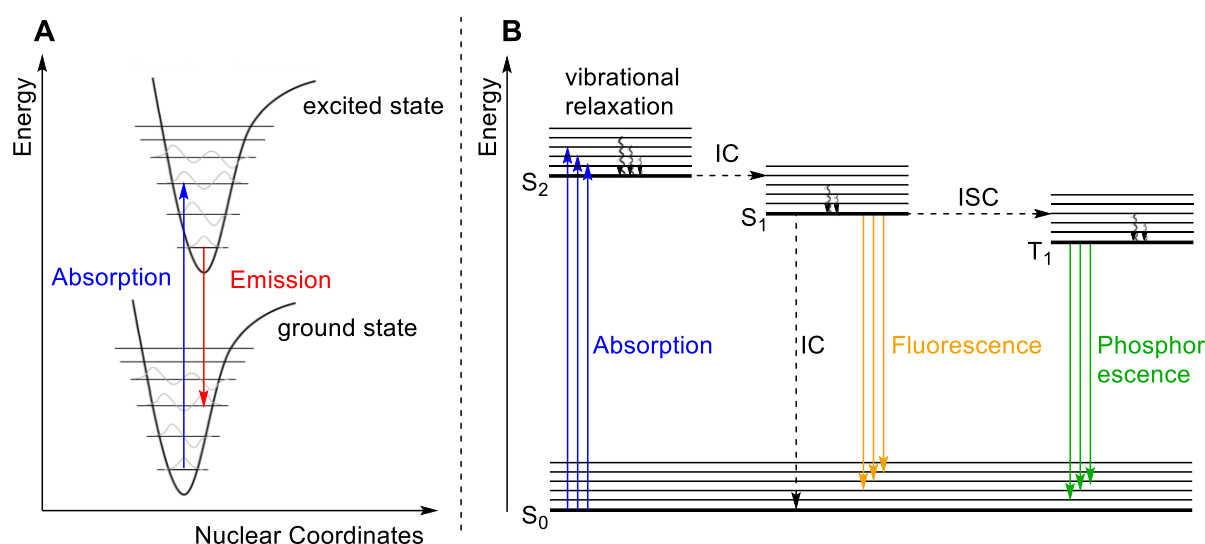 A
Energy
excited state
Absorption
Emission
ground state
Nuclear Coordinates
B
Energy
vibrational
relaxation
S2
IC
S1
ISC
T1
Absorption
IC
Fluorescence
Phosphor
escence
S0